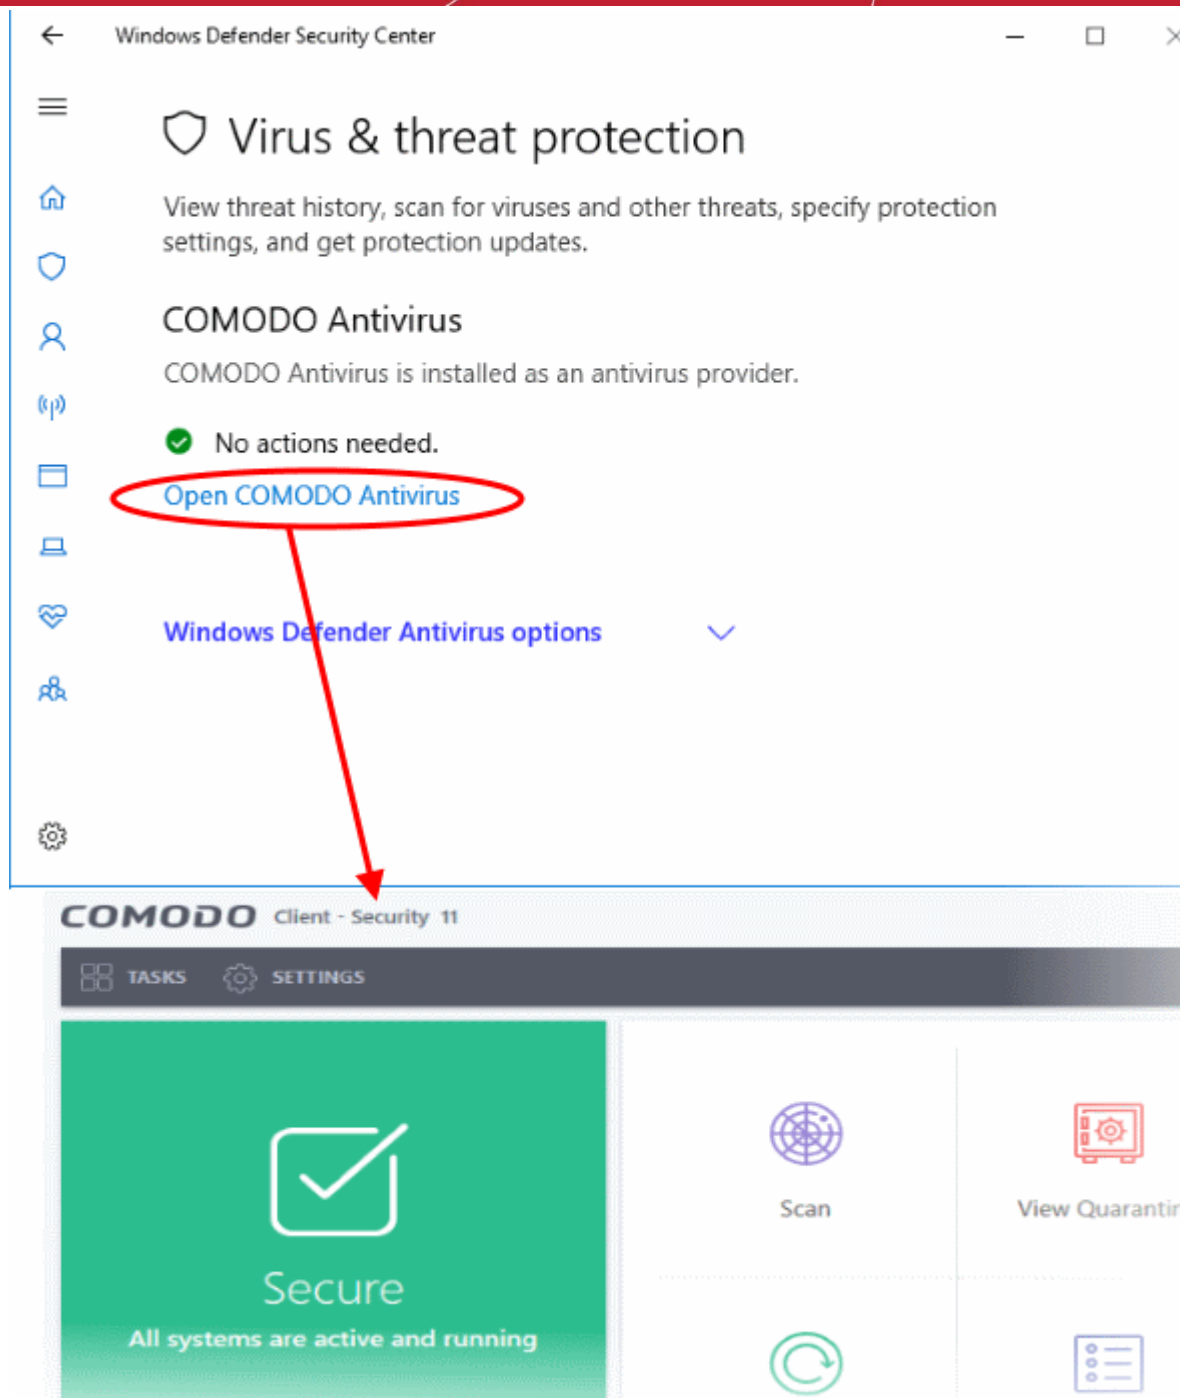 Windows Defender Security Center
Virus & threat protection
View threat history, scan for viruses and other threats, specify protection
settings, and get protection updates.
COMODO Antivirus
COMODO Antivirus is installed as an antivirus provider.
No actions needed.
Open COMODO Antivirus
Windows Defender Antivirus options
COMODO Client - Security 11
TASKS SETTINGS
Scan View Quarantin
Secure
All systems are active and running